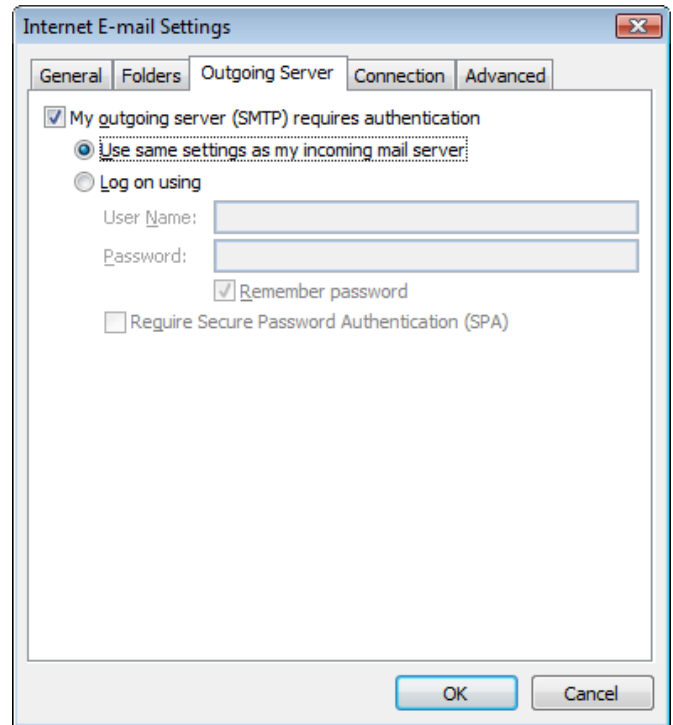 Internet E-mail Settings
General Folders Outgoing Server Connection Advanced
My outgoing server (SMTP) requires authentication
Use same settings as my incoming mail server
Log on using
User Name:
Password:
Remember password
Require Secure Password Authentication (SPA)
OK Cancel